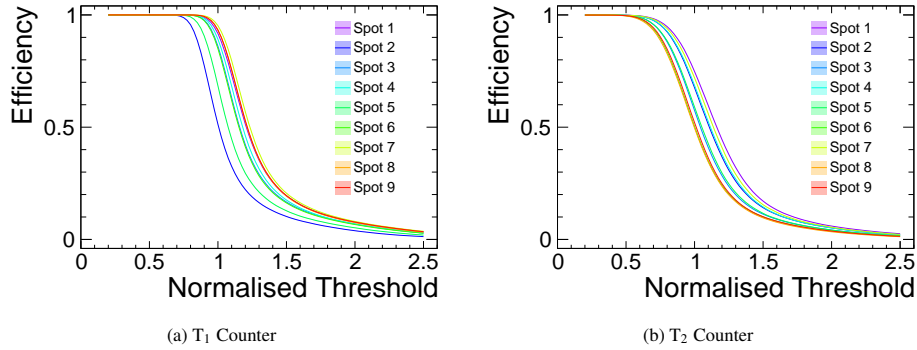 Efficiency
1
0.5
0
0
0.5
1
1.5
2
2.5
Normalised Threshold
Spot 1
Spot 2
Spot 3
Spot 4
Spot 5
Spot 6
Spot 7
Spot 8
Spot 9
(a) T₁ Counter
Efficiency
1
0.5
0
0
0.5
1
1.5
2
2.5
Normalised Threshold
Spot 1
Spot 2
Spot 3
Spot 4
Spot 5
Spot 6
Spot 7
Spot 8
Spot 9
(b) T₂ Counter